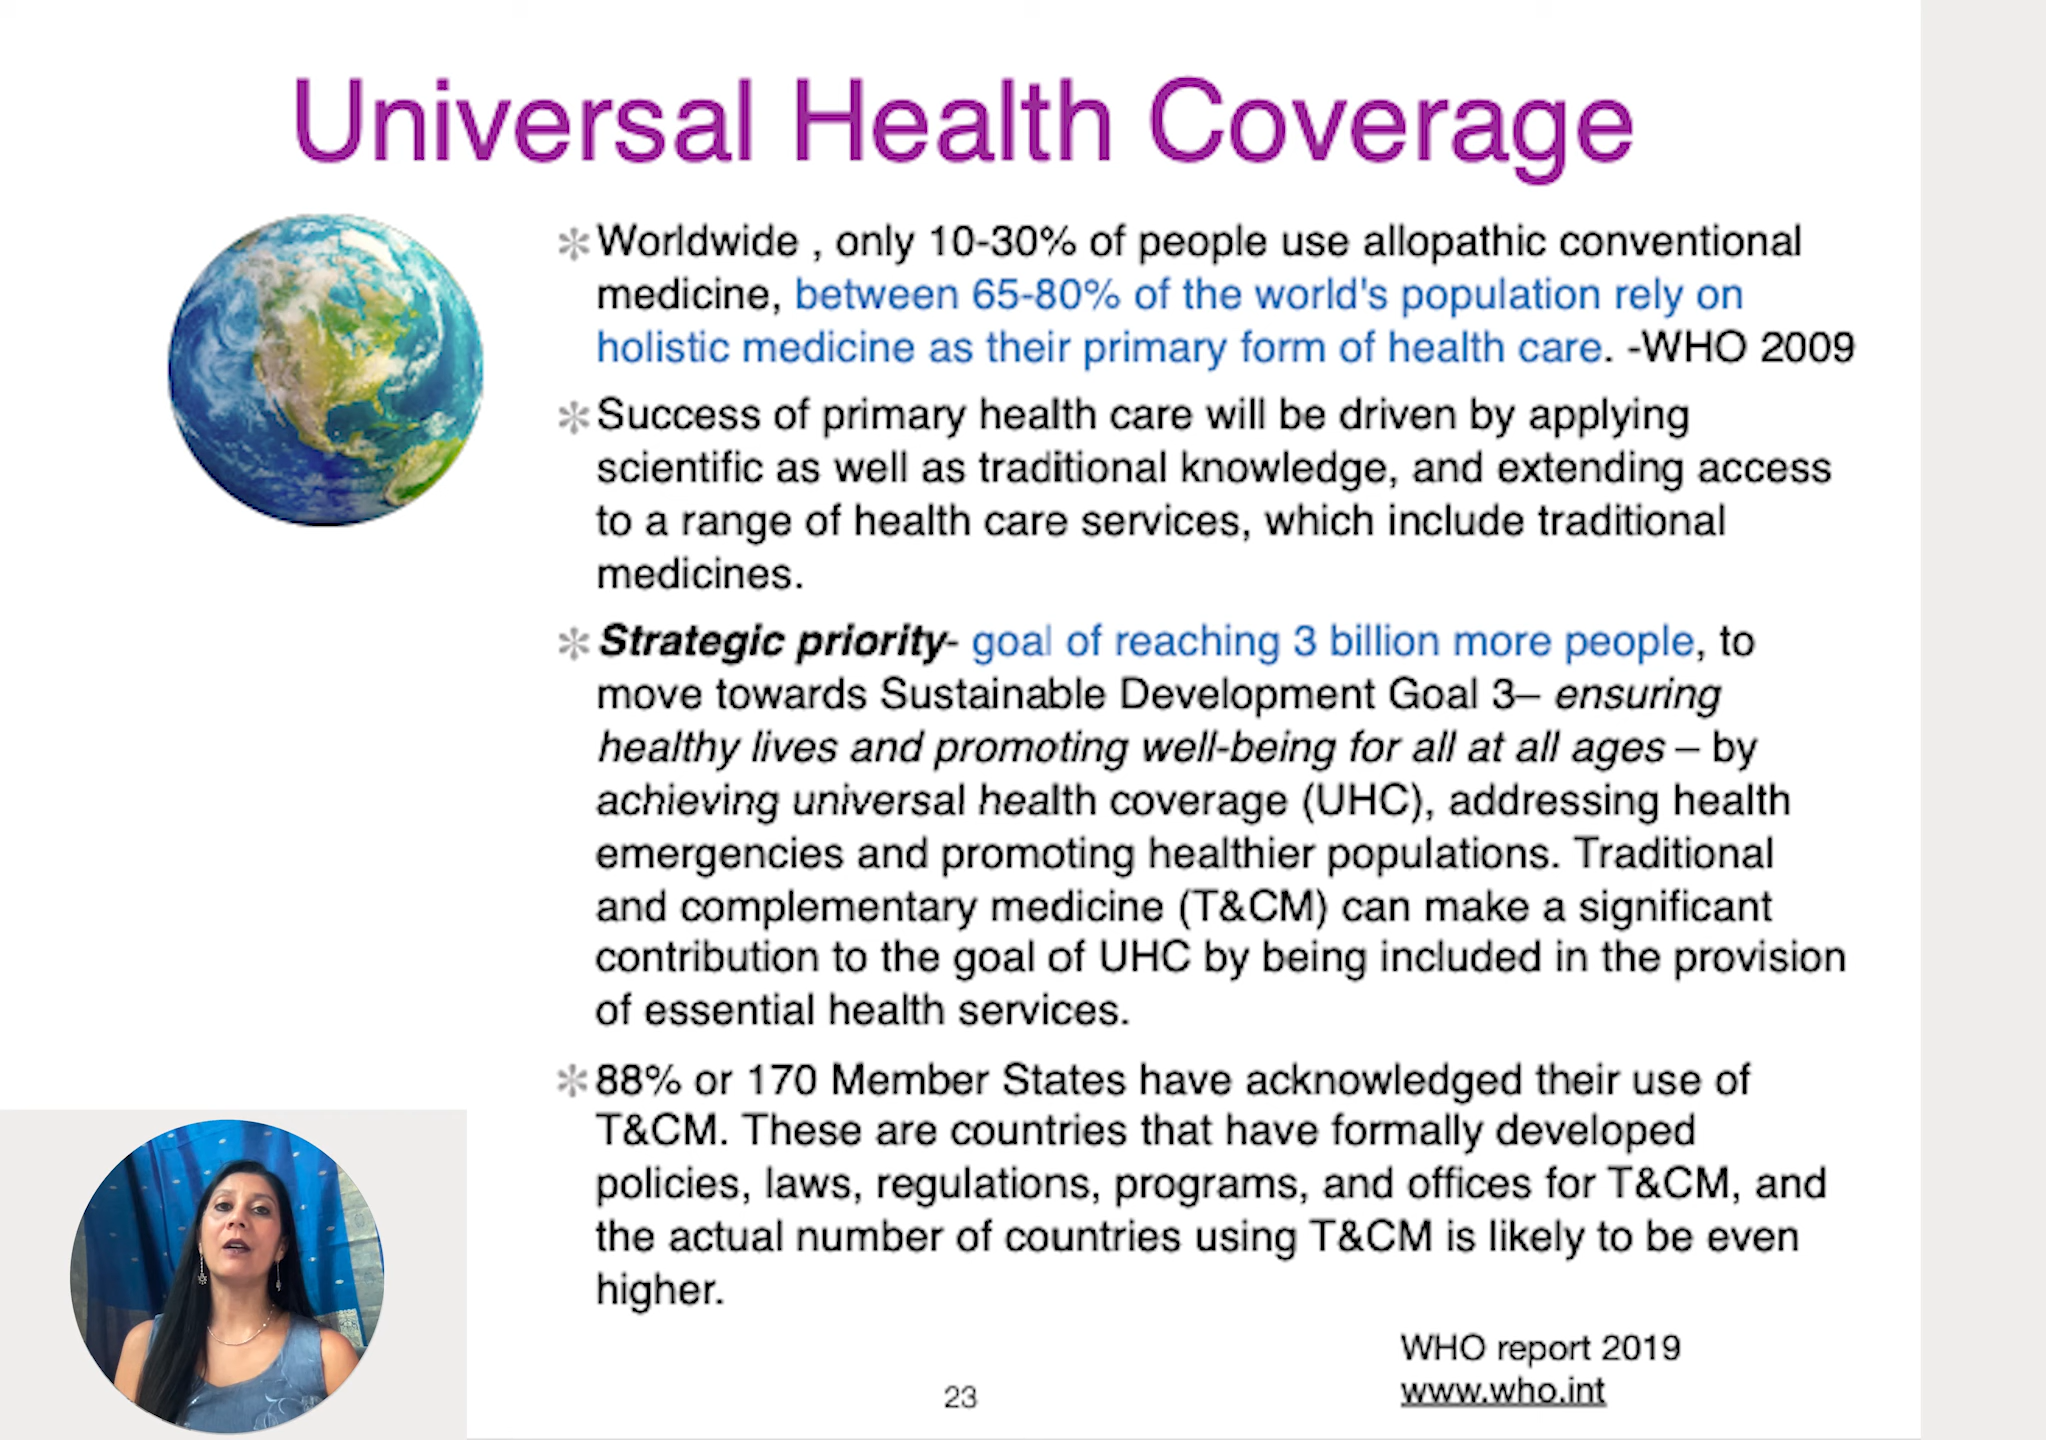 Universal Health Coverage
✻ Worldwide , only 10-30% of people use allopathic conventional
medicine, between 65-80% of the world's population rely on
holistic medicine as their primary form of health care. -WHO 2009
✻ Success of primary health care will be driven by applying
scientific as well as traditional knowledge, and extending access
to a range of health care services, which include traditional
medicines.
✻ Strategic priority- goal of reaching 3 billion more people, to
move towards Sustainable Development Goal 3– ensuring
healthy lives and promoting well-being for all at all ages – by
achieving universal health coverage (UHC), addressing health
emergencies and promoting healthier populations. Traditional
and complementary medicine (T&CM) can make a significant
contribution to the goal of UHC by being included in the provision
of essential health services.
✻ 88% or 170 Member States have acknowledged their use of
T&CM. These are countries that have formally developed
policies, laws, regulations, programs, and offices for T&CM, and
the actual number of countries using T&CM is likely to be even
higher.
WHO report 2019
www.who.int
23